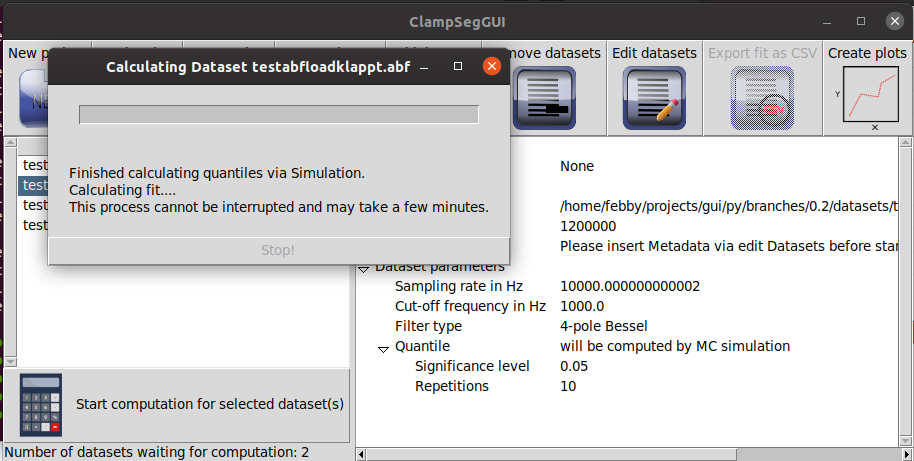 ClampSegGUI
New p
move datasets
Edit datasets
Export fit as CSV
Create plots
Y
X
Calculating Dataset testabfloadklappt.abf
Finished calculating quantiles via Simulation.
Calculating fit....
This process cannot be interrupted and may take a few minutes.
Stop!
test
test
test
test
None
/home/febby/projects/gui/py/branches/0.2/datasets/t
1200000
Please insert Metadata via edit Datasets before star
Dataset parameters
Sampling rate in Hz 10000.000000000002
Cut-off frequency in Hz 1000.0
Filter type 4-pole Bessel
Quantile will be computed by MC simulation
Significance level 0.05
Repetitions 10
Start computation for selected dataset(s)
Number of datasets waiting for computation: 2